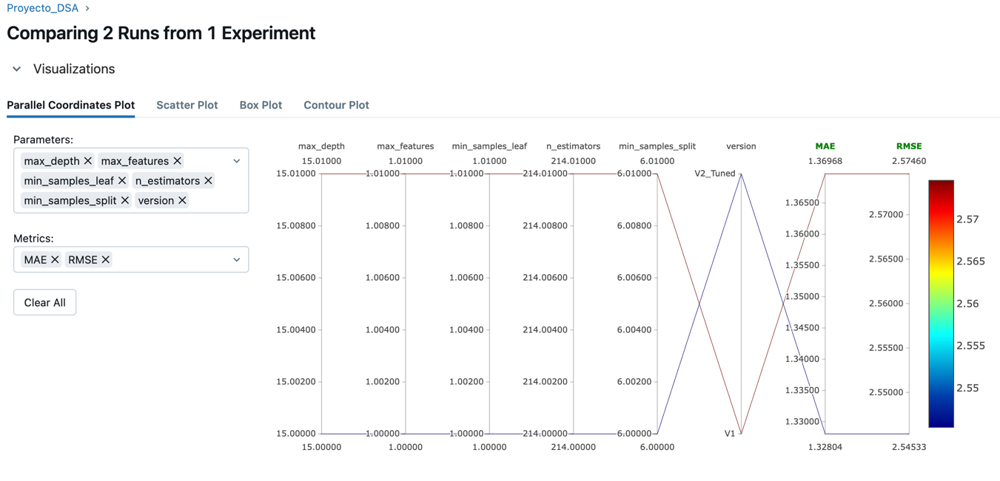 Proyecto_DSA >
Comparing 2 Runs from 1 Experiment
Visualizations
Parallel Coordinates Plot Scatter Plot Box Plot Contour Plot
Parameters:
max_depth × max_features ×
min_samples_leaf × n_estimators ×
min_samples_split × version ×
Metrics:
MAE × RMSE ×
Clear All
max_depth max_features min_samples_leaf n_estimators min_samples_split version MAE RMSE
15.01000 1.01000 1.01000 214.01000 6.01000 1.36968 2.57460
15.01000 1.01000 1.01000 214.01000 6.01000 V2_Tuned
1.36500
2.57000 2.57
15.00800 1.00800 1.00800 214.00800 6.00800
1.36000
2.56500 2.565
1.35500
15.00600 1.00600 1.00600 214.00600 6.00600
1.35000
2.56000 2.56
15.00400 1.00400 1.00400 214.00400 6.00400
1.34500
2.55500 2.555
1.34000
15.00200 1.00200 1.00200 214.00200 6.00200
1.33500
2.55000 2.55
1.33000
15.00000 1.00000 1.00000 214.00000 6.00000 V1
15.00000 1.00000 1.00000 214.00000 6.00000 1.32804 2.54533